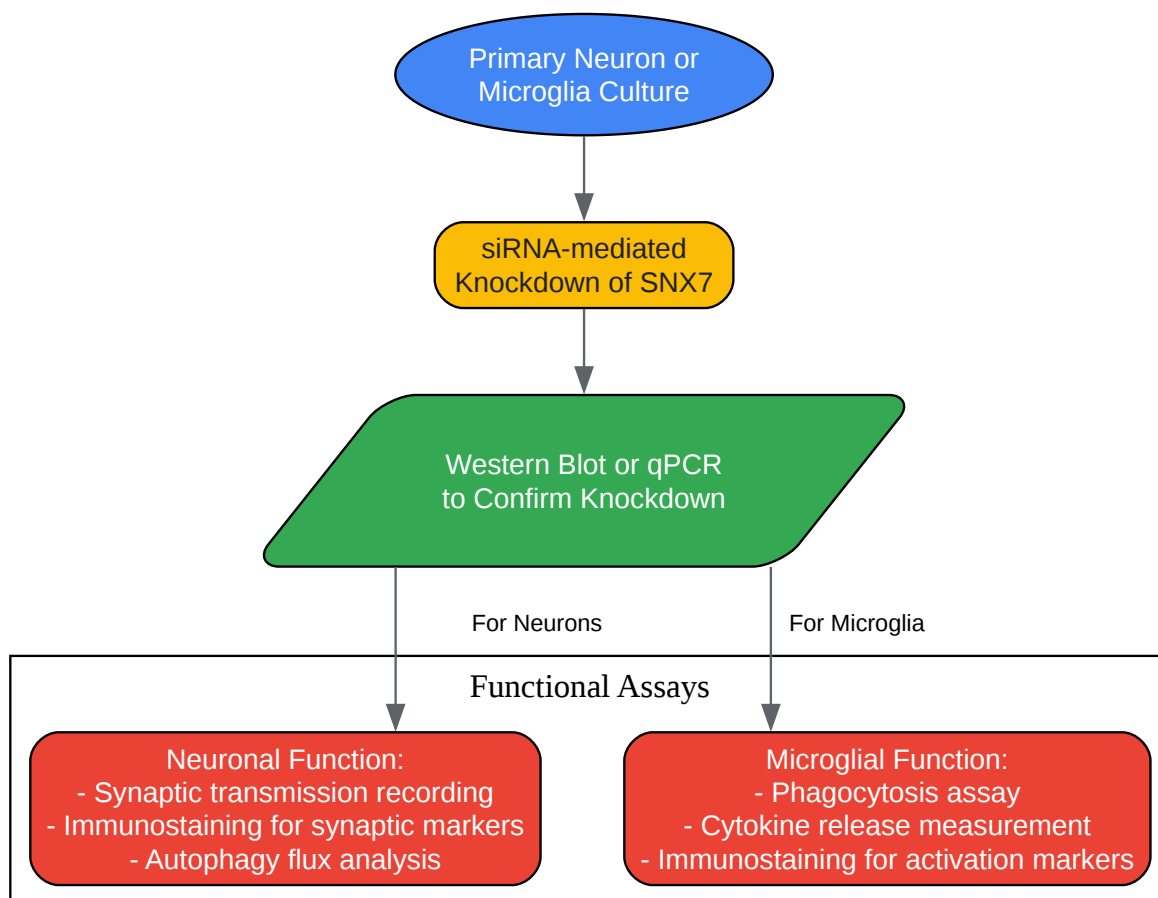 Primary Neuron or
Microglia Culture
siRNA-mediated
Knockdown of SNX7
Western Blot or qPCR
to Confirm Knockdown
For Neurons
For Microglia
Functional Assays
Neuronal Function:
- Synaptic transmission recording
- Immunostaining for synaptic markers
- Autophagy flux analysis
Microglial Function:
- Phagocytosis assay
- Cytokine release measurement
- Immunostaining for activation markers